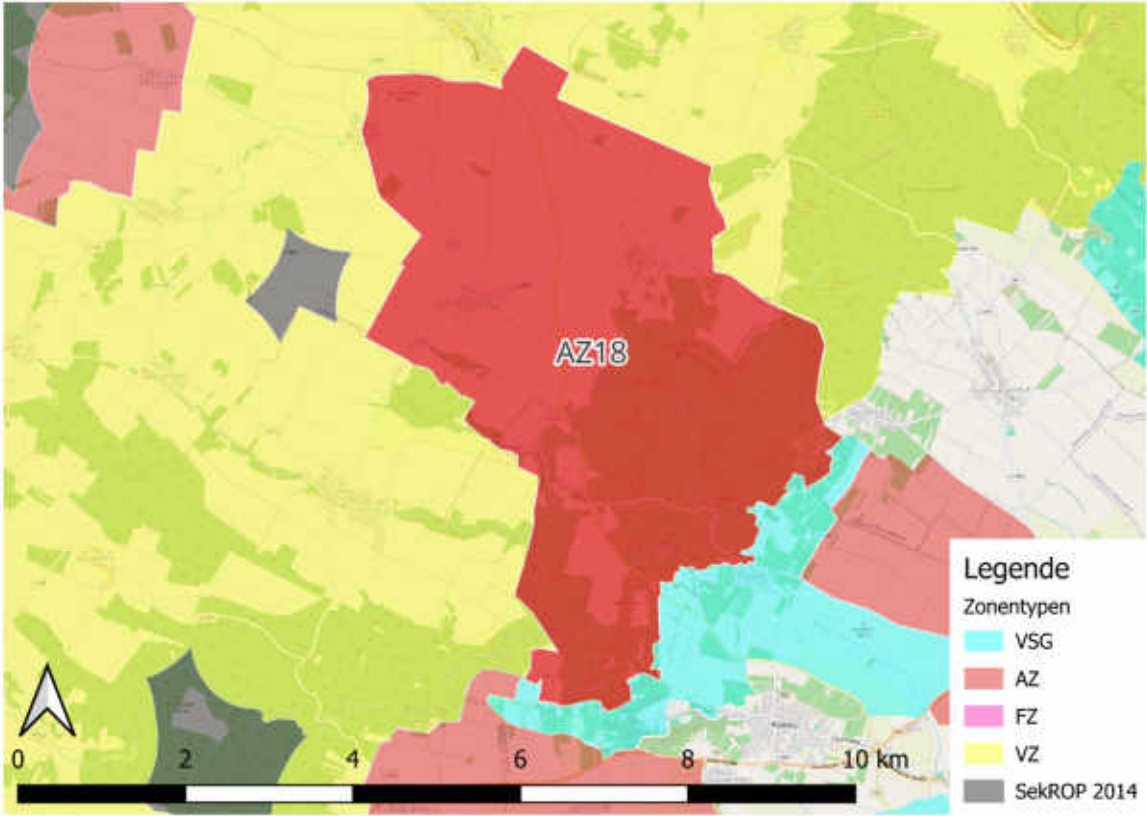 AZ18
Legende
Zonentypen
VSG
AZ
FZ
VZ
SekROP 2014
0 2 4 6 8 10 km